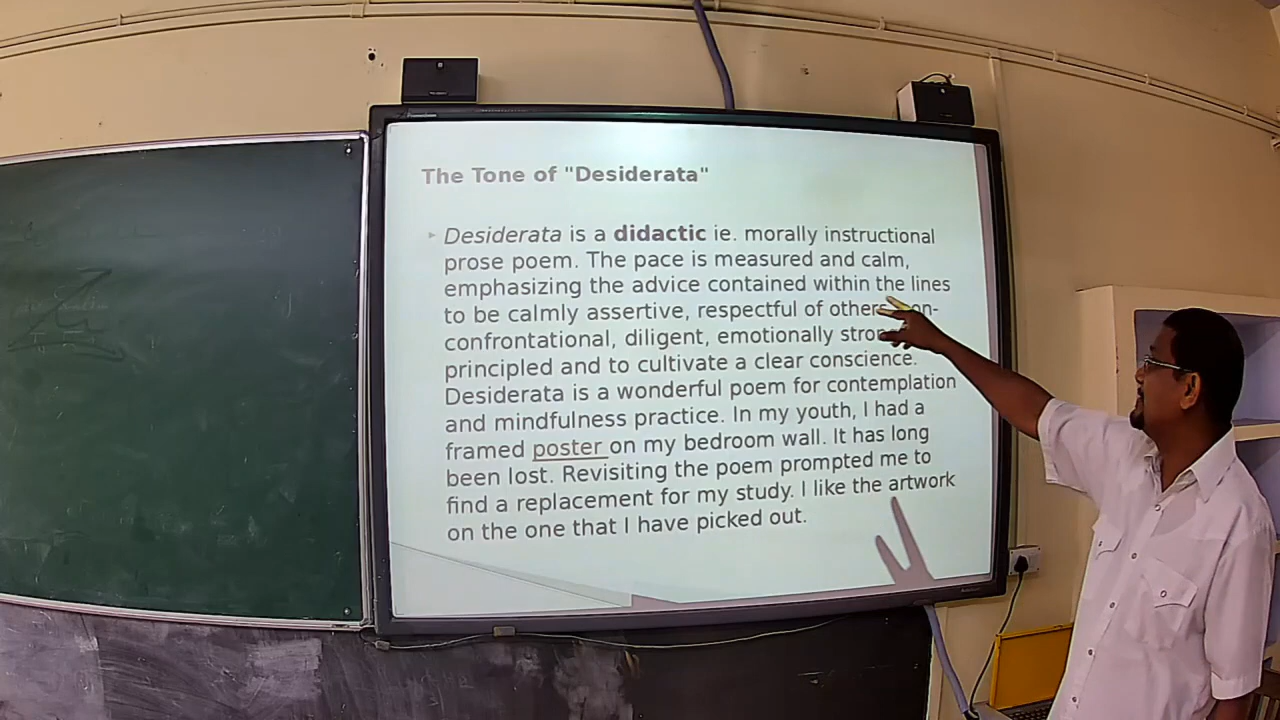 The Tone of "Desiderata"
Desiderata is a didactic ie. morally instructional
prose poem. The pace is measured and calm,
emphasizing the advice contained within the lines
to be calmly assertive, respectful of others
confrontational, diligent, emotionally
principled and to cultivate a clear conscience.
Desiderata is a wonderful poem for contemplation
and mindfulness practice. In my youth, I had a
framed poster on my bedroom wall. It has long
been lost. Revisiting the poem prompted me to
find a replacement for my study. I like the artwork
on the one that I have picked out.